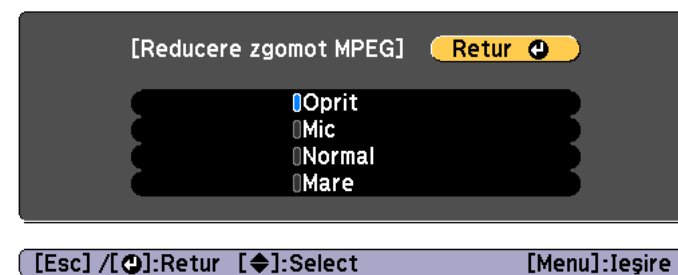 [Reducere zgomot MPEG] Retur
Oprit
Mic
Normal
Mare
[Esc] /[⏎]:Retur [♦]:Select [Menu]:Ieşire